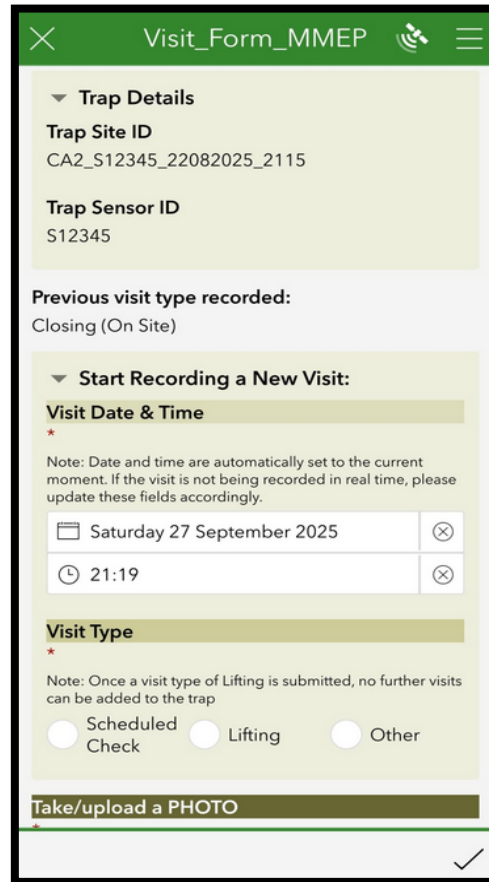 Visit_Form_MMEP
Trap Details
Trap Site ID
CA2_S12345_22082025_2115
Trap Sensor ID
S12345
Previous visit type recorded:
Closing (On Site)
Start Recording a New Visit:
Visit Date & Time
*
Note: Date and time are automatically set to the current
moment. If the visit is not being recorded in real time, please
update these fields accordingly.
Saturday 27 September 2025
21:19
Visit Type
*
Note: Once a visit type of Lifting is submitted, no further visits
can be added to the trap
Scheduled
Check
Lifting
Other
Take/upload a PHOTO
*